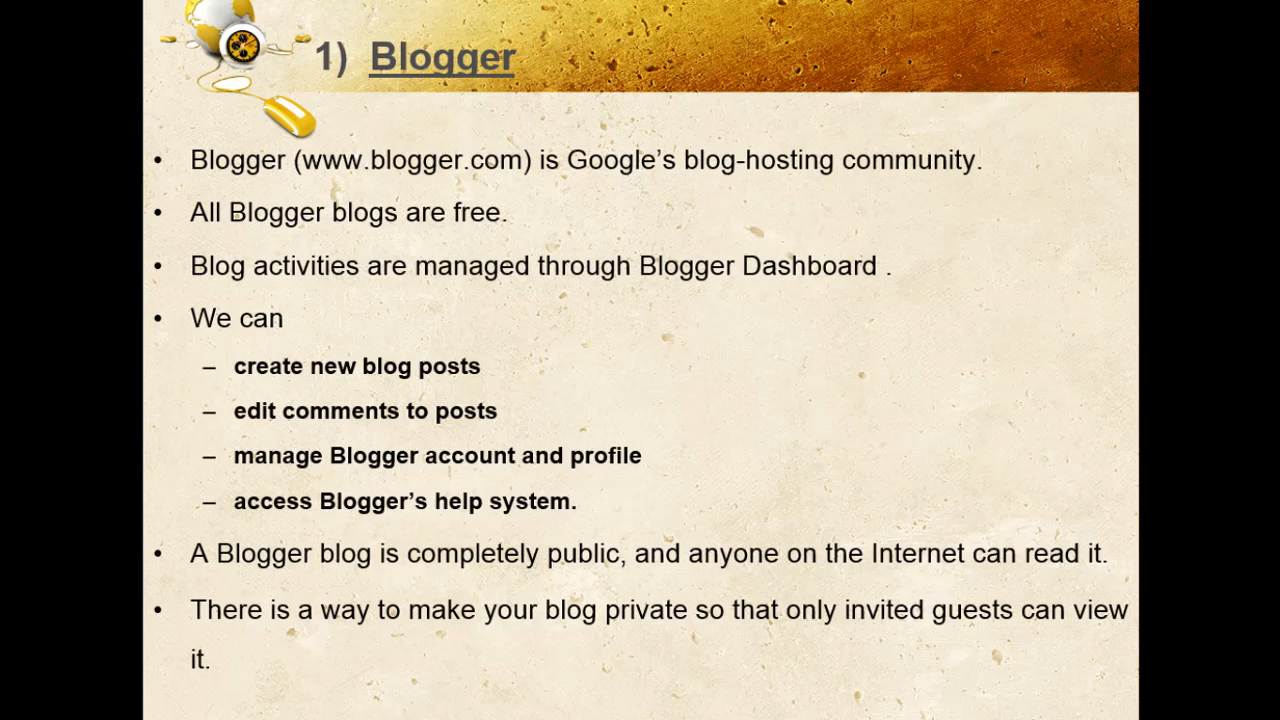 1) Blogger
• Blogger (www.blogger.com) is Google’s blog-hosting community.
• All Blogger blogs are free.
• Blog activities are managed through Blogger Dashboard .
• We can
– create new blog posts
– edit comments to posts
– manage Blogger account and profile
– access Blogger’s help system.
• A Blogger blog is completely public, and anyone on the Internet can read it.
• There is a way to make your blog private so that only invited guests can view
it.